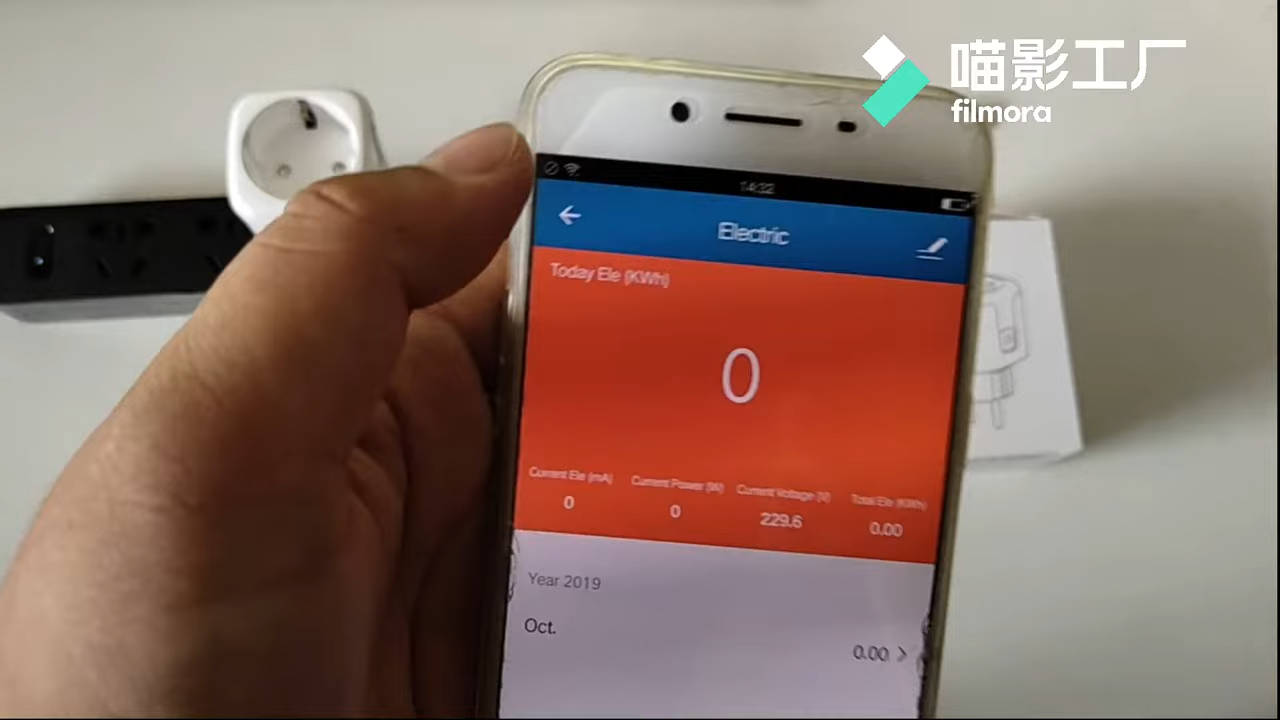 喵影工厂
filmora
14:32
Electric
Today Ele (KWh)
0
Current Ele (mA) Current Power (W) Current Voltage (V) Total Ele (KWh)
0 0 229.6 0.00
Year 2019
Oct.
0.00